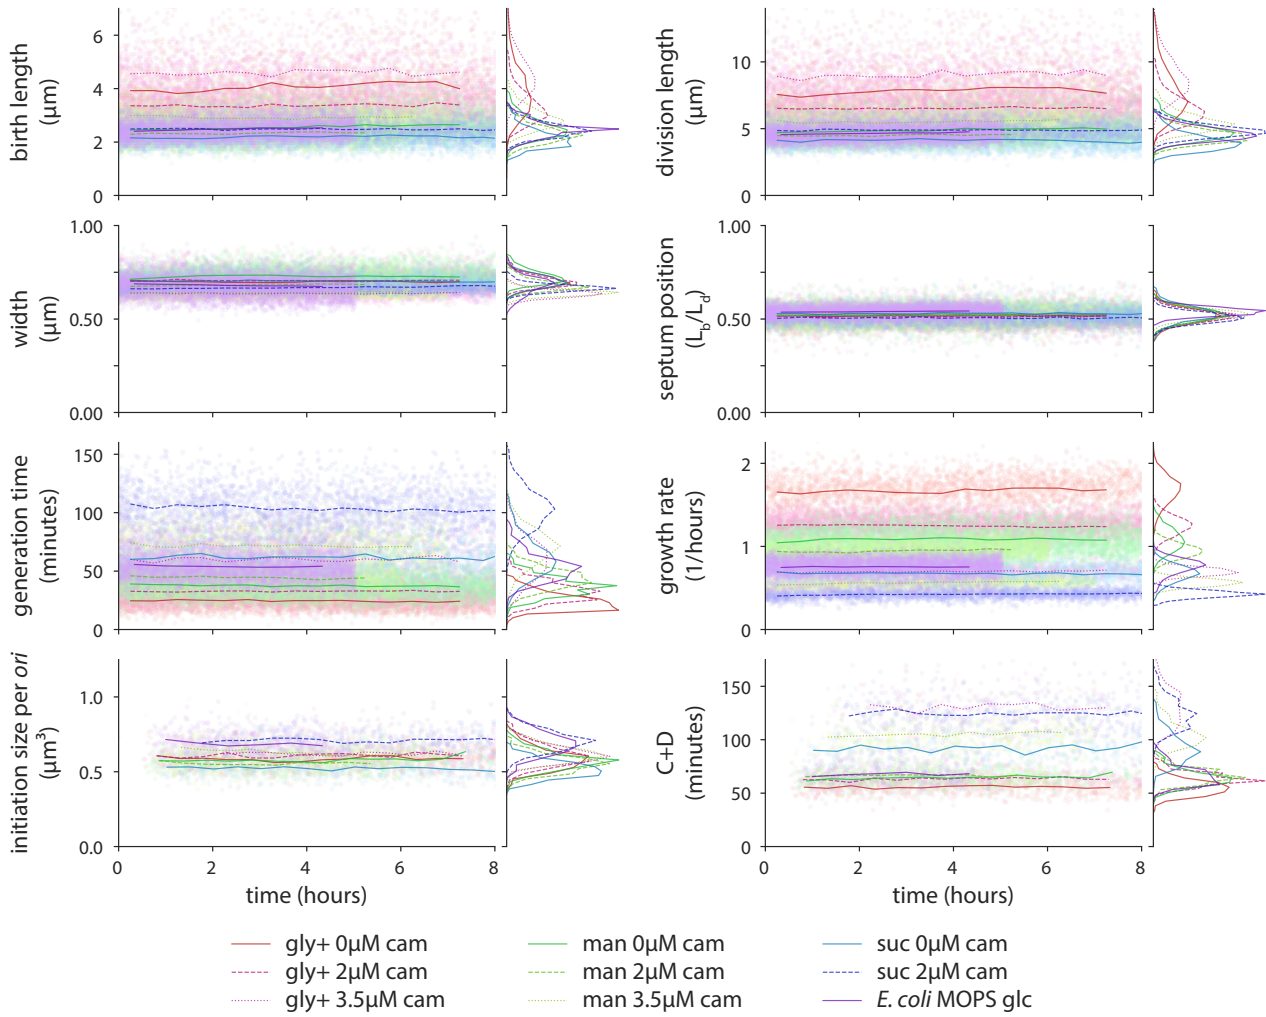 birth length
(μm)
6
4
2
0
division length
(μm)
10
5
0
width
(μm)
1.00
0.50
0.00
septum position
(Lb/Ld)
1.00
0.50
0.00
generation time
(minutes)
150
100
50
0
growth rate
(1/hours)
2
1
0
initiation size per ori
(μm³)
1.0
0.5
0.0
0 2 4 6 8
time (hours)
C+D
(minutes)
150
100
50
0
0 2 4 6 8
time (hours)
gly+ 0μM cam
man 0μM cam
suc 0μM cam
gly+ 2μM cam
man 2μM cam
suc 2μM cam
gly+ 3.5μM cam
man 3.5μM cam
E. coli MOPS glc